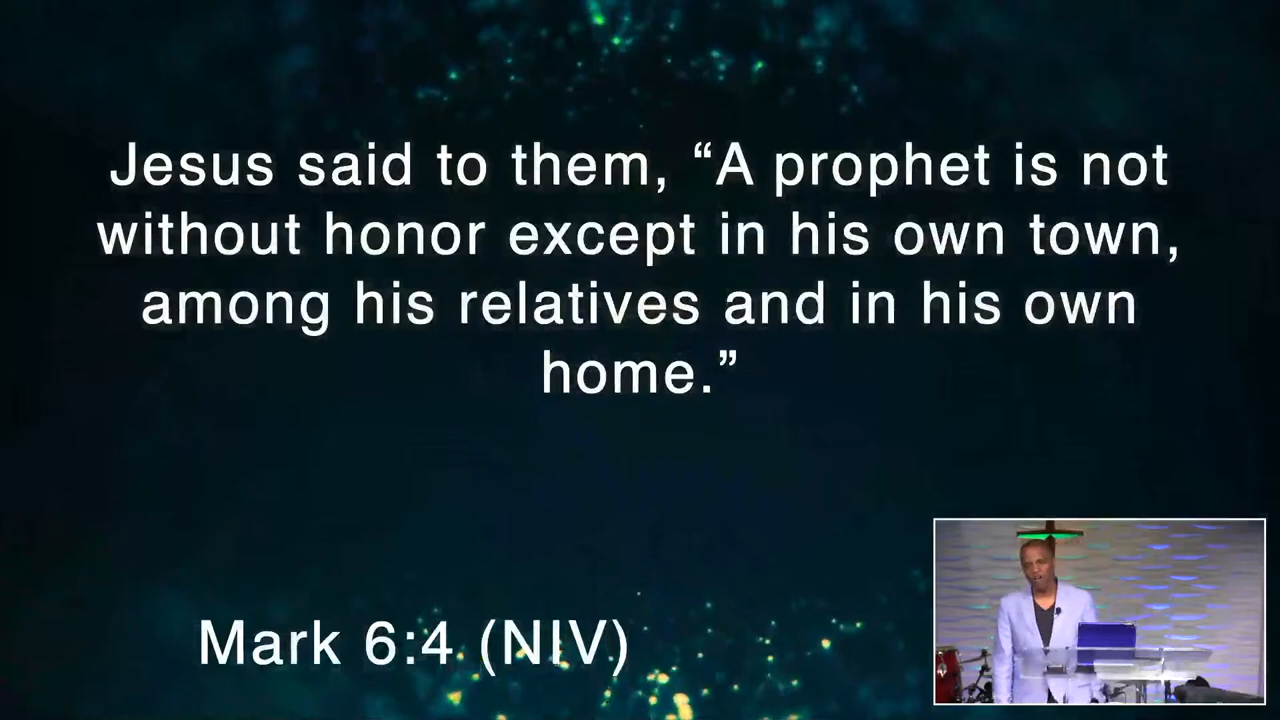 Jesus said to them, “A prophet is not
without honor except in his own town,
among his relatives and in his own
home.”
Mark 6:4 (NIV)